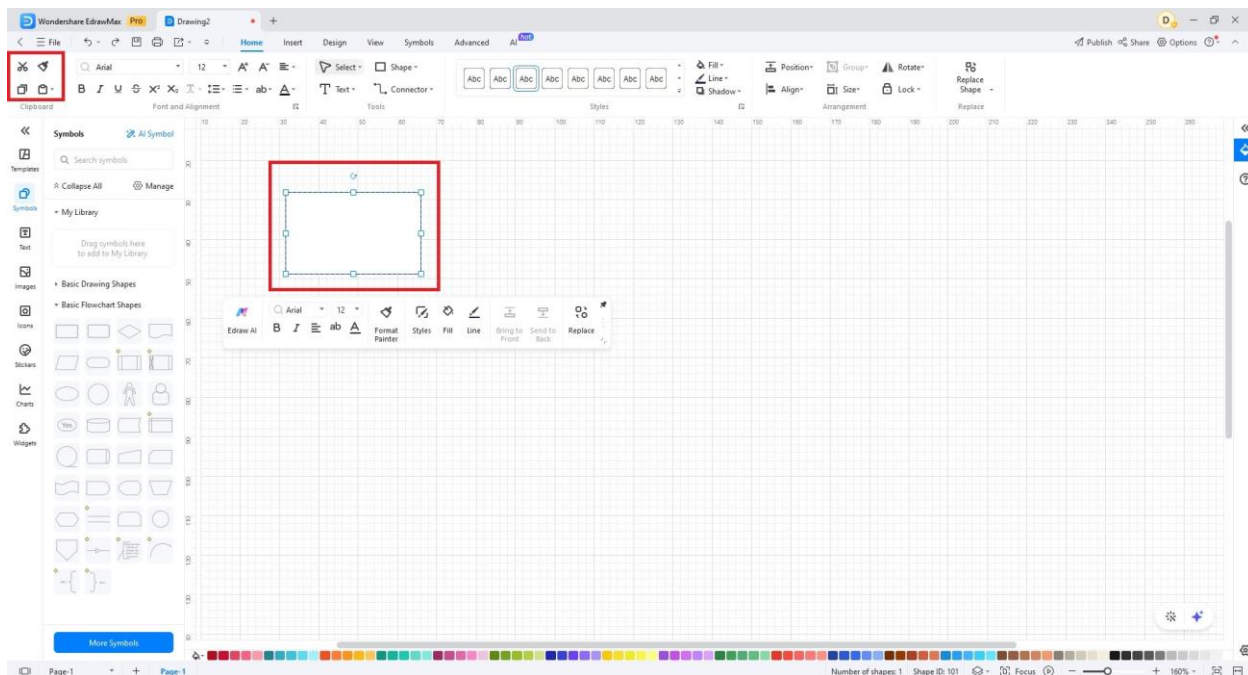 Wondershare EdrawMax Pro Drawing2
File Home Insert Design View Symbols Advanced AI hot Publish Share Options
Arial 12 Select Shape Fill Position Group Rotate
Abc Abc Abc Abc Abc Abc Abc Abc Line Replace Shape
B I U S X² X₂ T ab A Text Connector Shadow Align Size Lock
Clipboard Font and Alignment Tools Styles Arrangement Replace
Symbols AI Symbol
Templates
Search symbols
Collapse All Manage
Symbols
My Library
Text
Drag symbols here
to add to My Library
Images
Basic Drawing Shapes
Basic Flowchart Shapes
Icons
Stickers
Charts
Yes
Widgets
Arial 12
Edraw AI B I ab A Format Painter Styles Fill Line Bring to Front Send to Back Replace
More Symbols
Page-1 Page-1 Number of shapes: 1 Shape ID: 101 Focus 160%